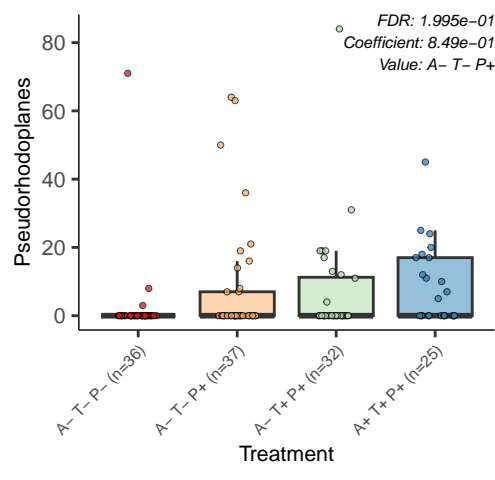 FDR: 1.995e−01
Coefficient: 8.49e−01
Value: A− T− P+
Pseudorhodoplanes
80
60
40
20
0
A− T− P− (n=36)
A− T− P+ (n=37)
A− T+ P+ (n=32)
A+ T+ P+ (n=25)
Treatment